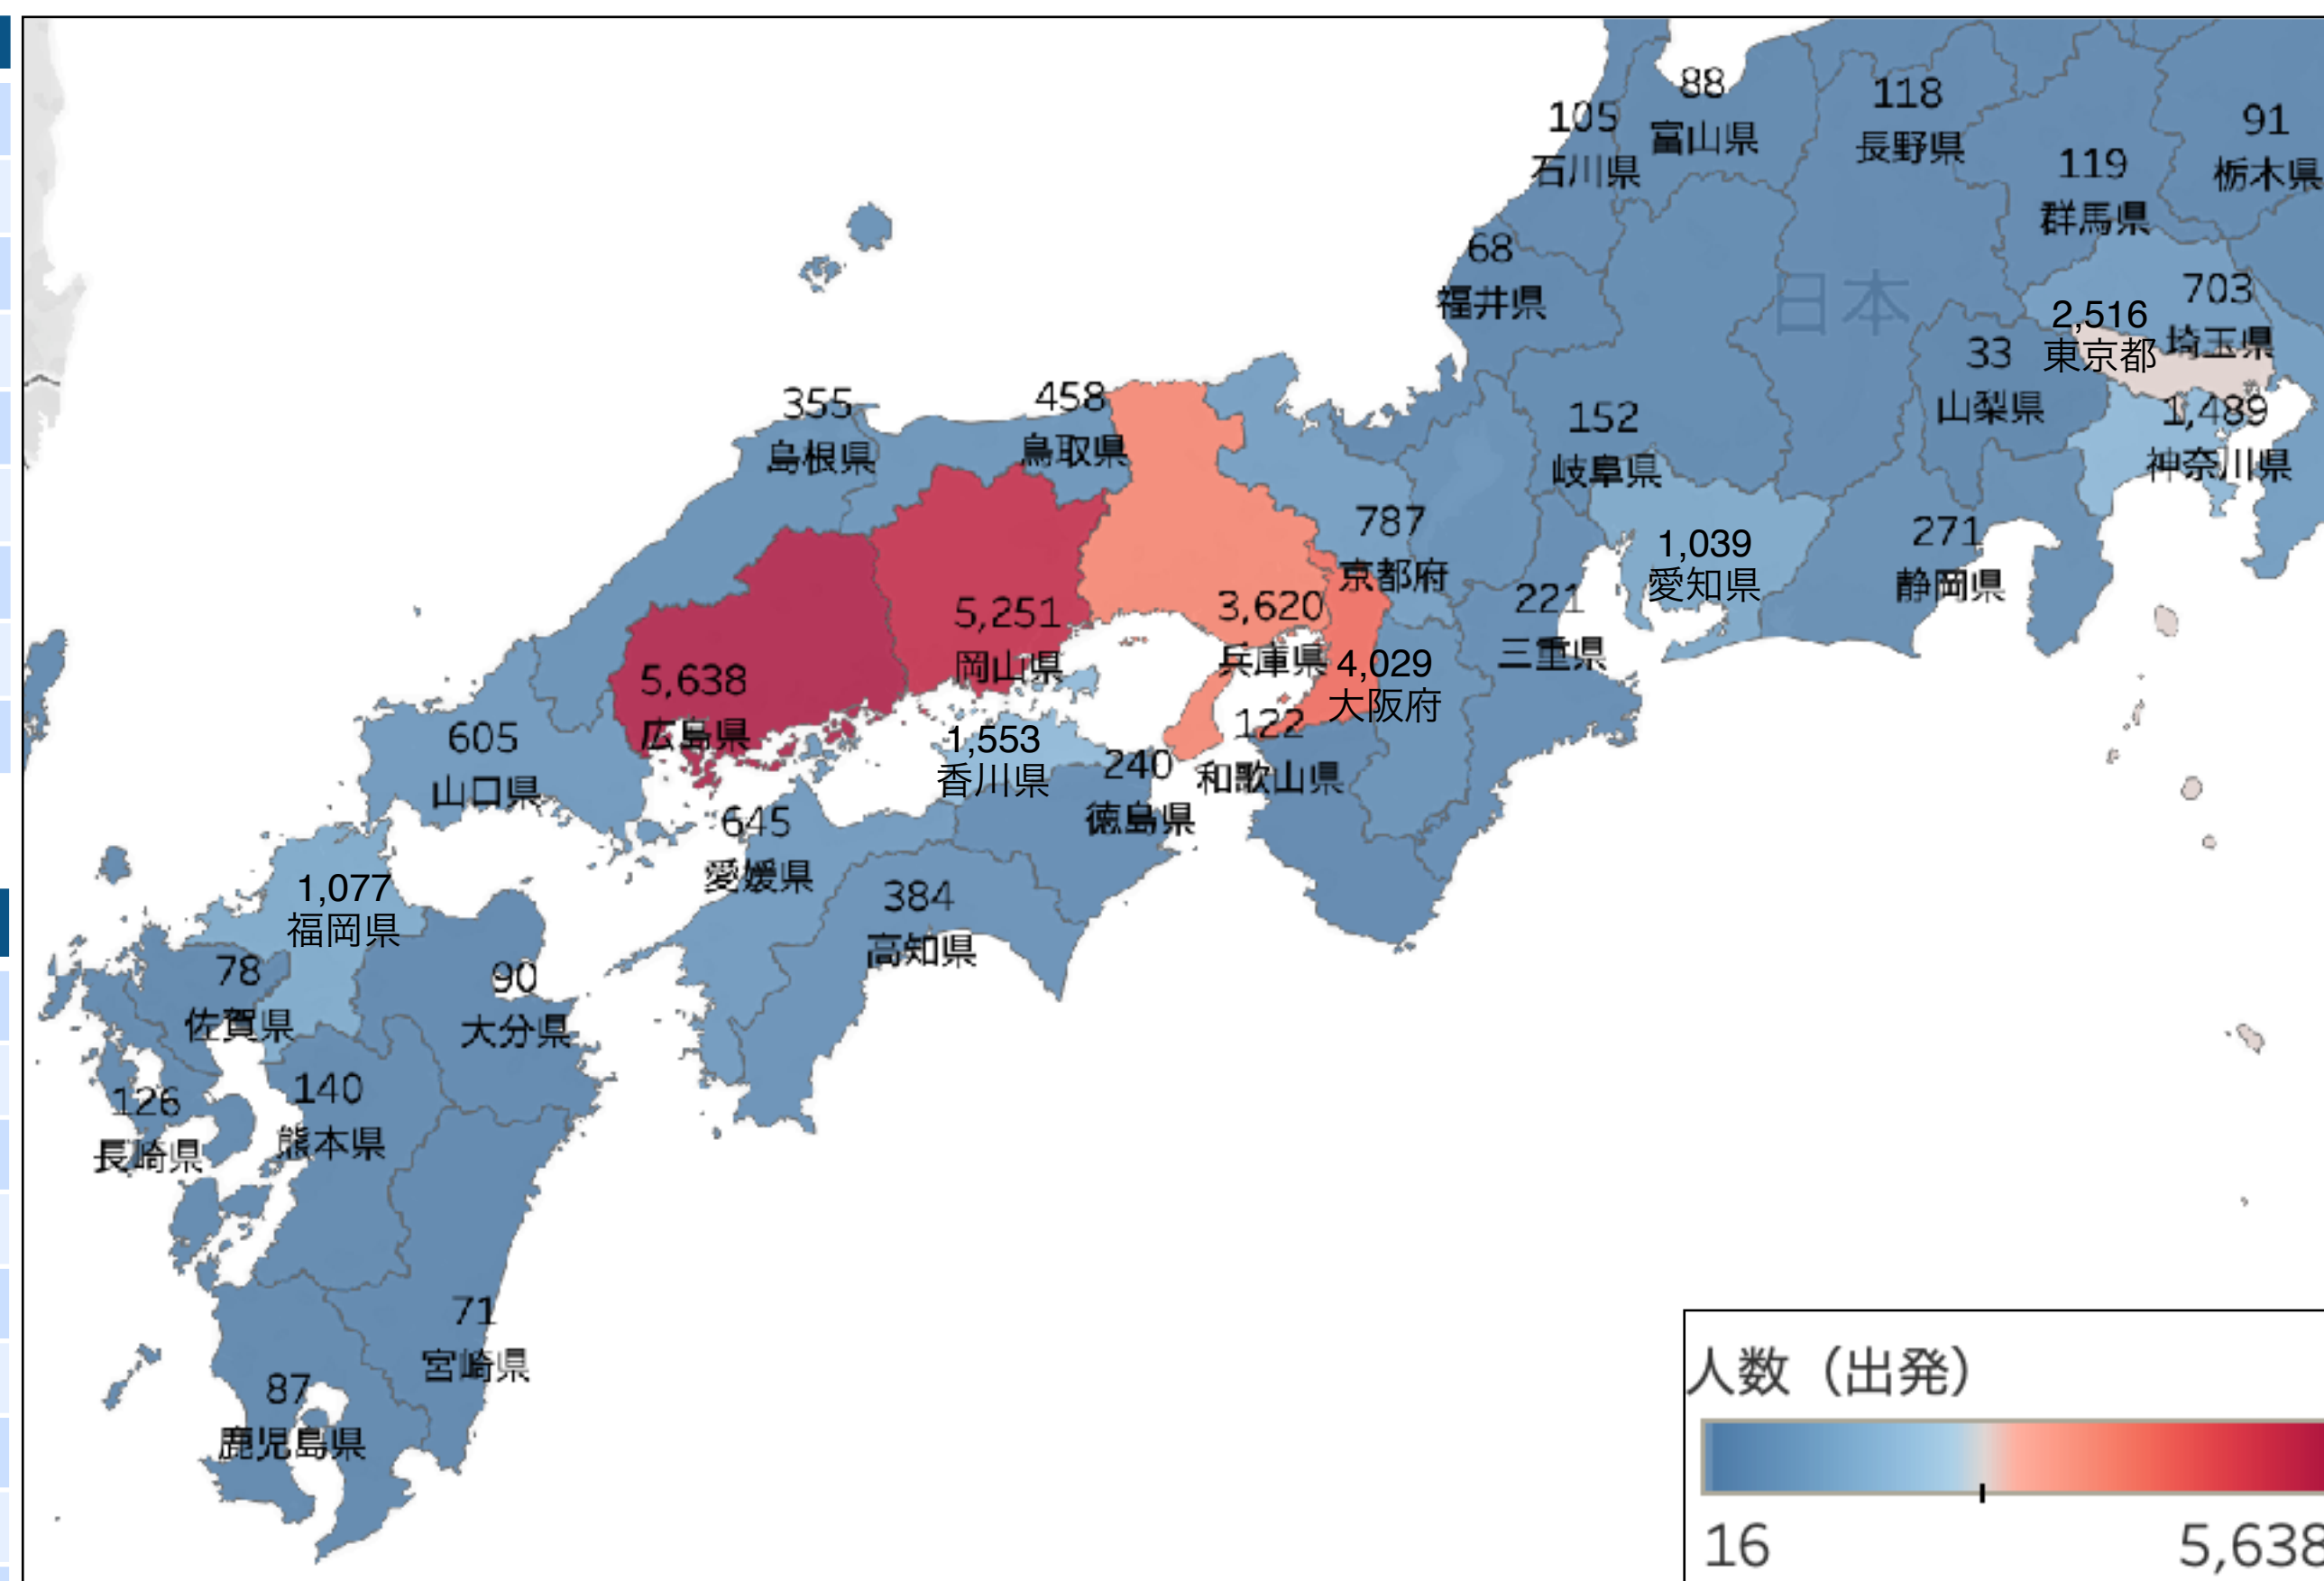 88
富山県
118
長野県
105
石川県
91
栃木県
119
群馬県
68
福井県
日本
703
埼玉県
2,516
東京都
33
山梨県
355
島根県
458
鳥取県
152
岐阜県
1,489
神奈川県
787
京都府
1,039
愛知県
271
静岡県
5,251
岡山県
3,620
兵庫県
221
三重県
5,638
広島県
4,029
大阪府
605
山口県
1,553
香川県
122
和歌山県
240
徳島県
645
愛媛県
384
高知県
1,077
福岡県
78
佐賀県
90
大分県
126
長崎県
140
熊本県
71
宮崎県
87
鹿児島県
人数（出発）
16
5,638